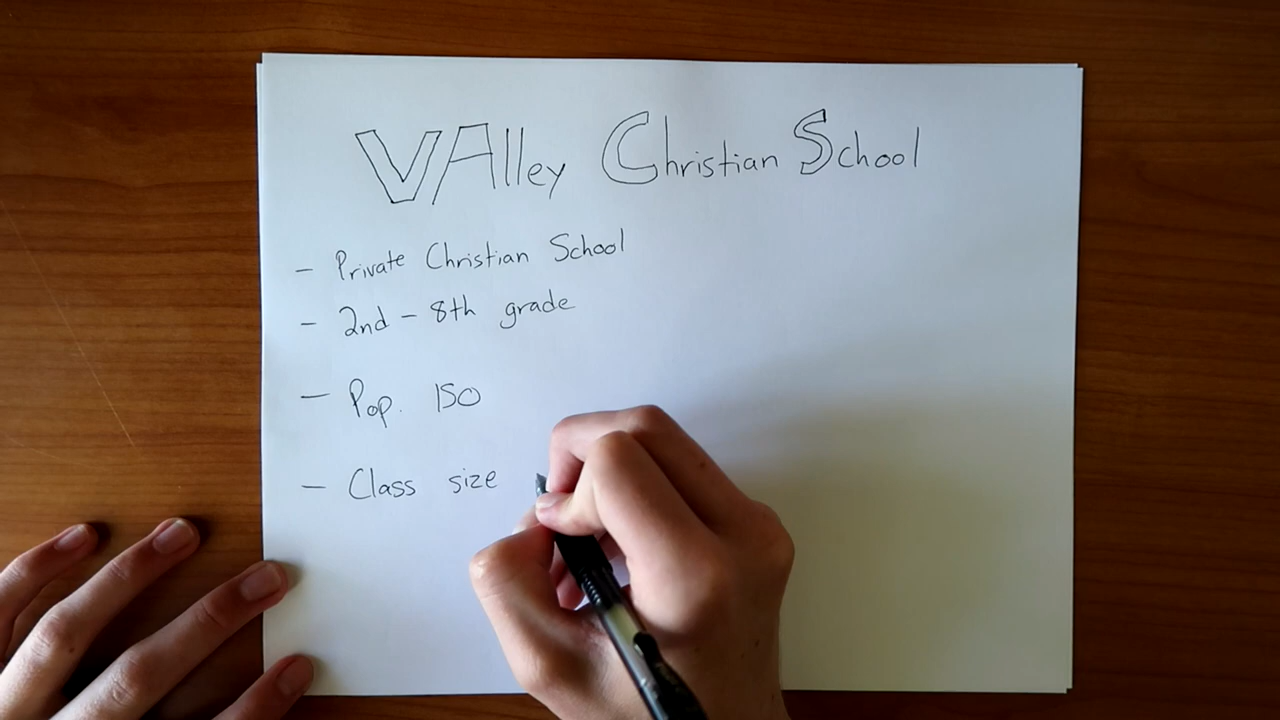 VAlley Christian School
- Private Christian School
- 2nd - 8th grade
- Pop. 150
- Class size